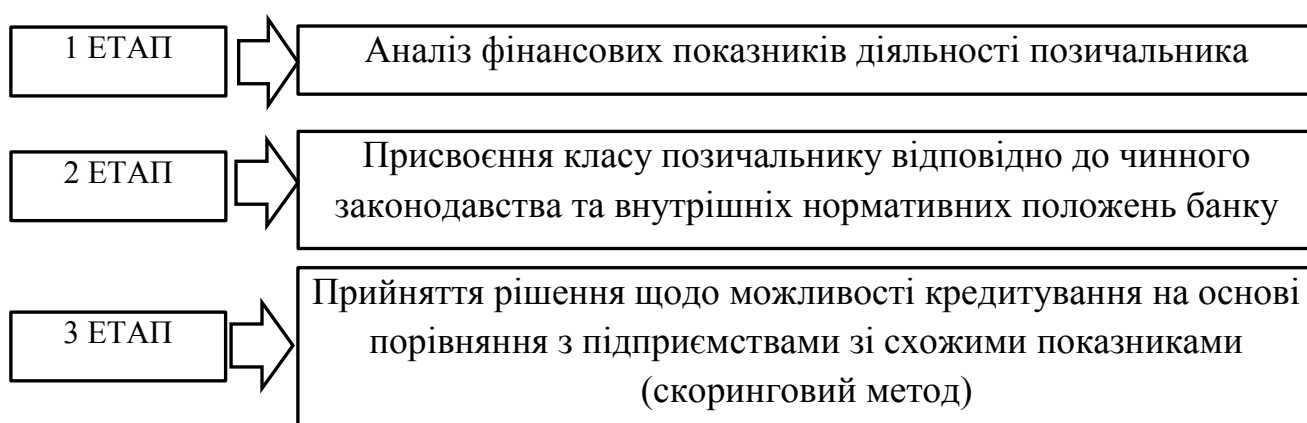 1 ЕТАП
Аналіз фінансових показників діяльності позичальника
2 ЕТАП
Присвоєння класу позичальнику відповідно до чинного
законодавства та внутрішніх нормативних положень банку
3 ЕТАП
Прийняття рішення щодо можливості кредитування на основі
порівняння з підприємствами зі схожими показниками
(скоринговий метод)